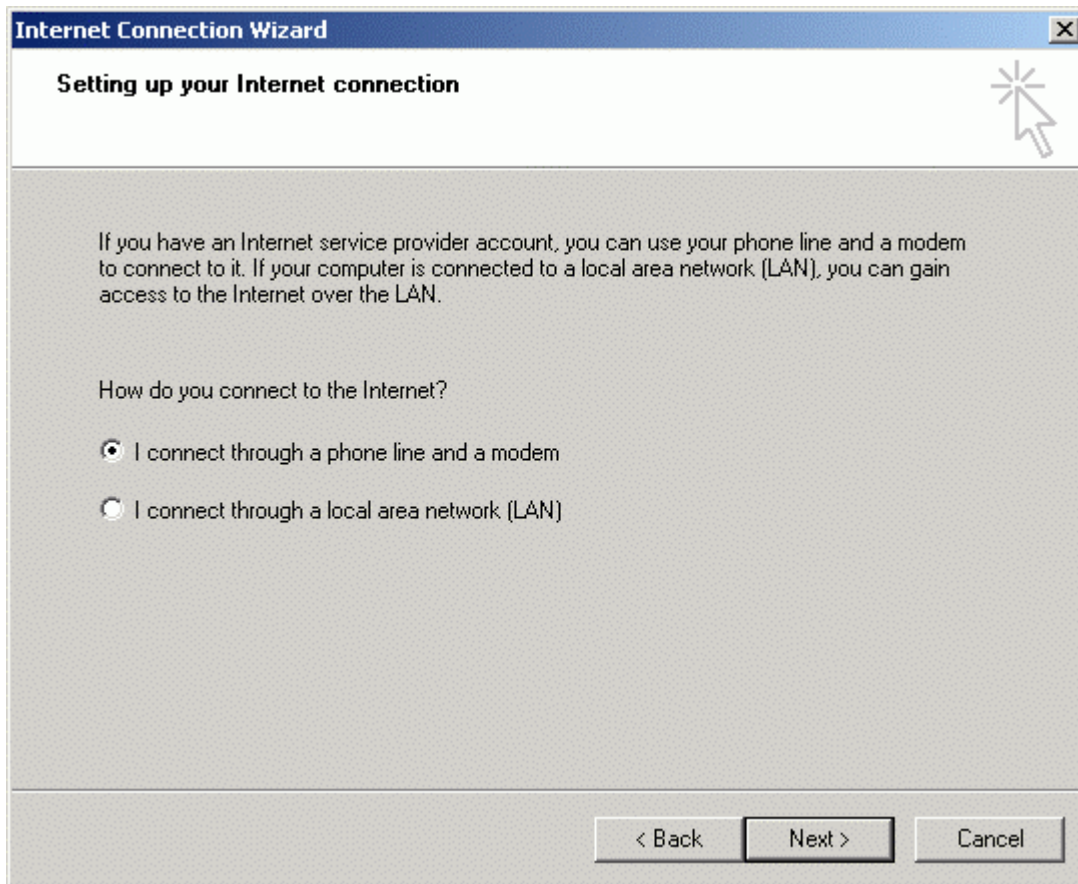 Internet Connection Wizard
Setting up your Internet connection
If you have an Internet service provider account, you can use your phone line and a modem
to connect to it. If your computer is connected to a local area network (LAN), you can gain
access to the Internet over the LAN.
How do you connect to the Internet?
I connect through a phone line and a modem
I connect through a local area network (LAN)
< Back Next > Cancel